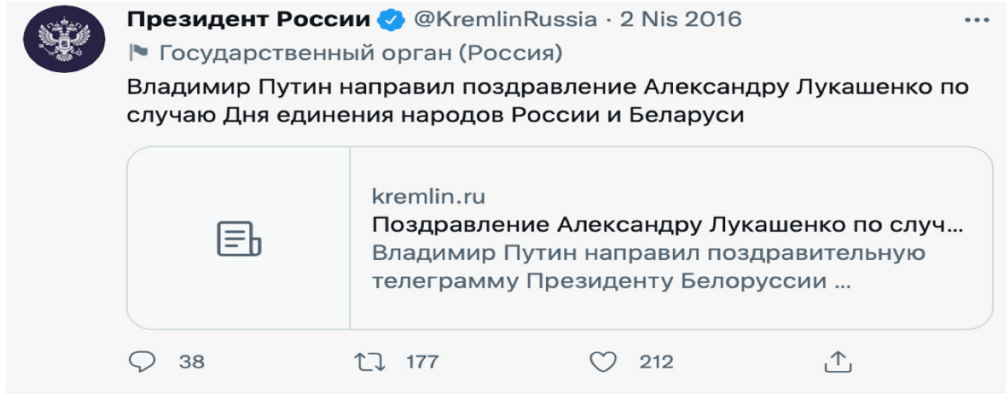 Президент России @KremlinRussia · 2 Nis 2016
Государственный орган (Россия)
Владимир Путин направил поздравление Александру Лукашенко по
случаю Дня единения народов России и Беларуси
kremlin.ru
Поздравление Александру Лукашенко по случ...
Владимир Путин направил поздравительную
телеграмму Президенту Белоруссии ...
38 177 212